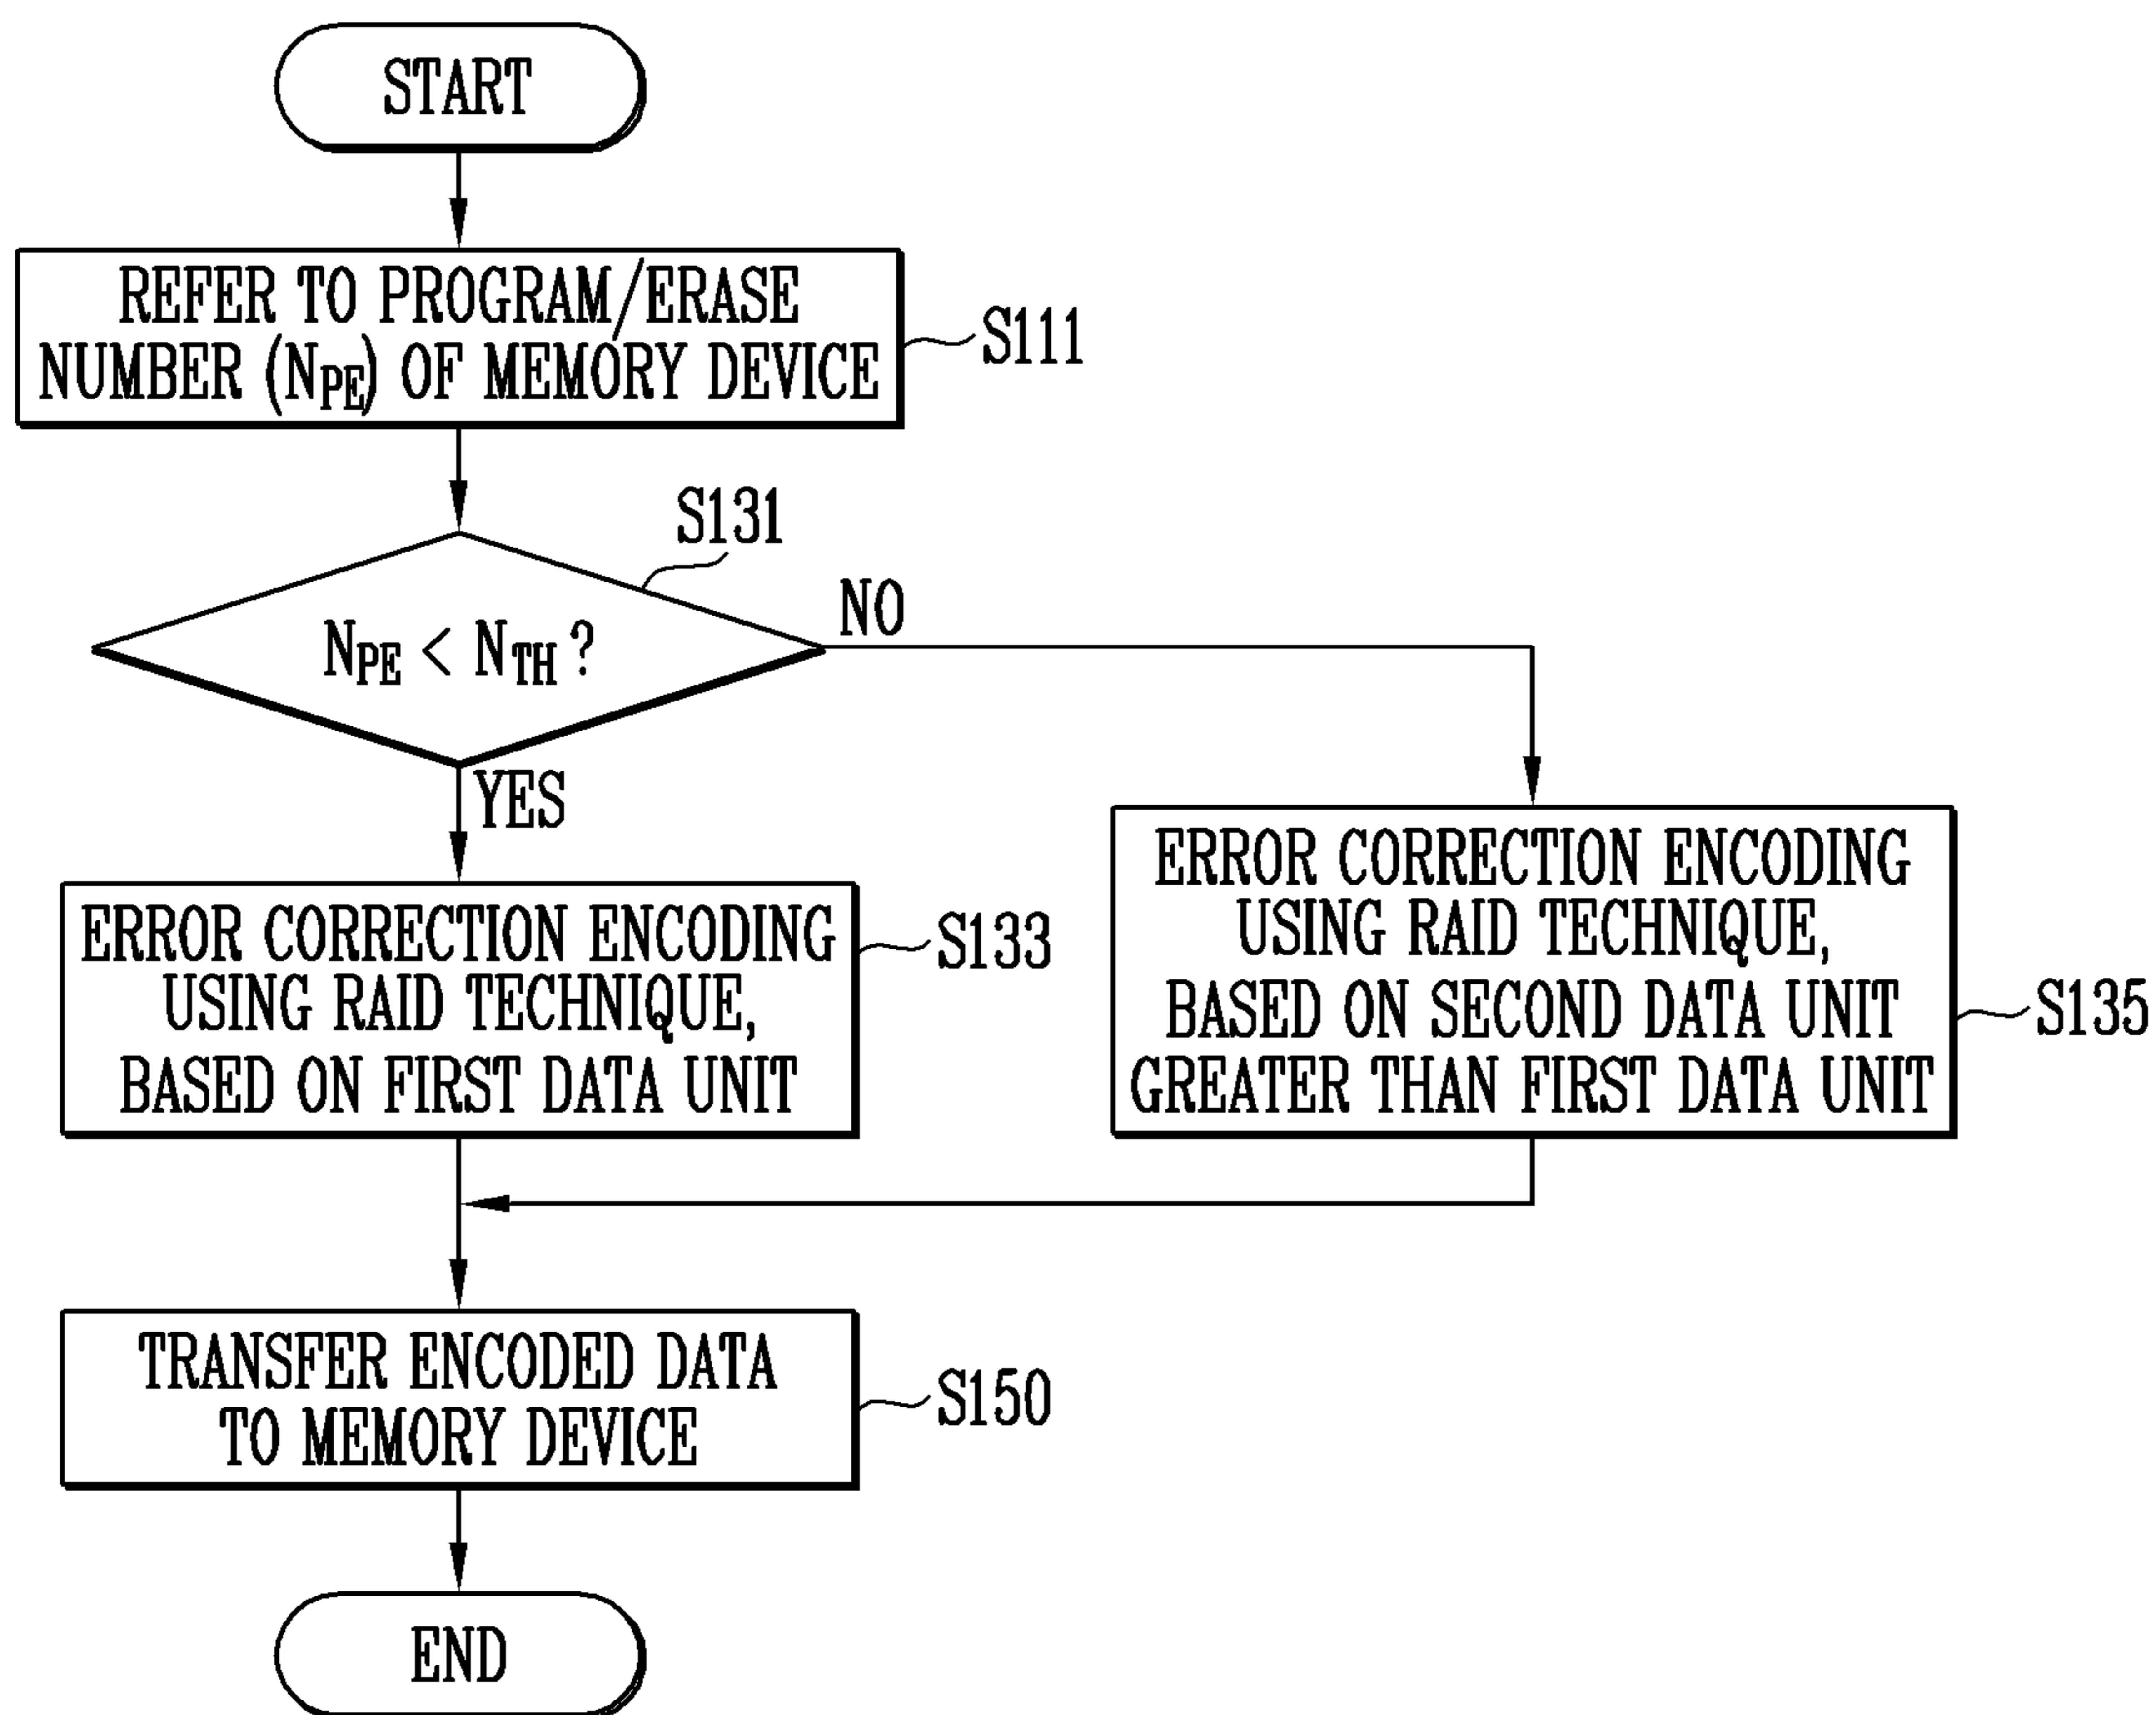 START
REFER TO PROGRAM/ERASE
NUMBER (NPE) OF MEMORY DEVICE
S111
S131
NPE < NTH ?
NO
YES
ERROR CORRECTION ENCODING
USING RAID TECHNIQUE,
BASED ON FIRST DATA UNIT
S133
ERROR CORRECTION ENCODING
USING RAID TECHNIQUE,
BASED ON SECOND DATA UNIT
GREATER THAN FIRST DATA UNIT
S135
TRANSFER ENCODED DATA
TO MEMORY DEVICE
S150
END